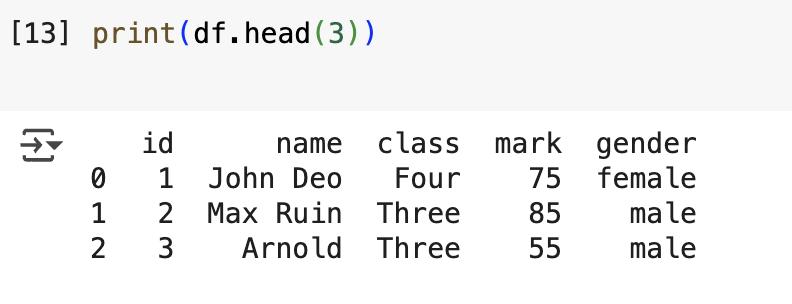 [13] print(df.head(3))
id name class mark gender
0 1 John Deo Four 75 female
1 2 Max Ruin Three 85 male
2 3 Arnold Three 55 male